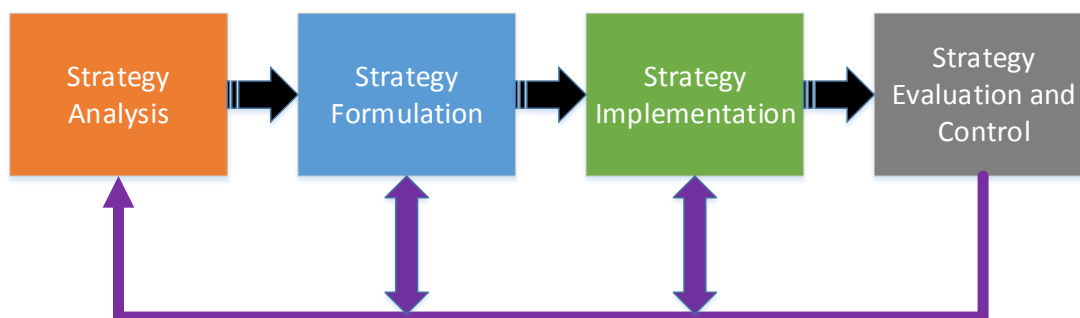 Strategy
Analysis
Strategy
Formulation
Strategy
Implementation
Strategy
Evaluation and
Control